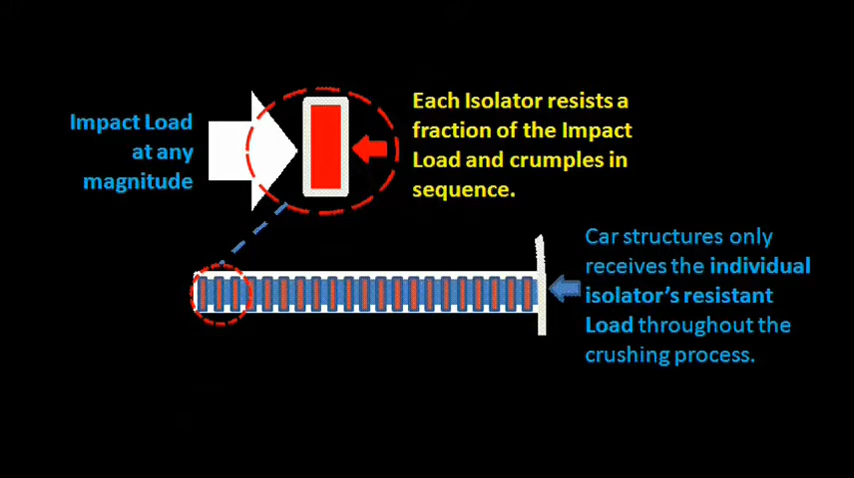 Impact Load
at any
magnitude
Each Isolator resists a
fraction of the Impact
Load and crumples in
sequence.
Car structures only
receives the individual
isolator's resistant
Load throughout the
crushing process.